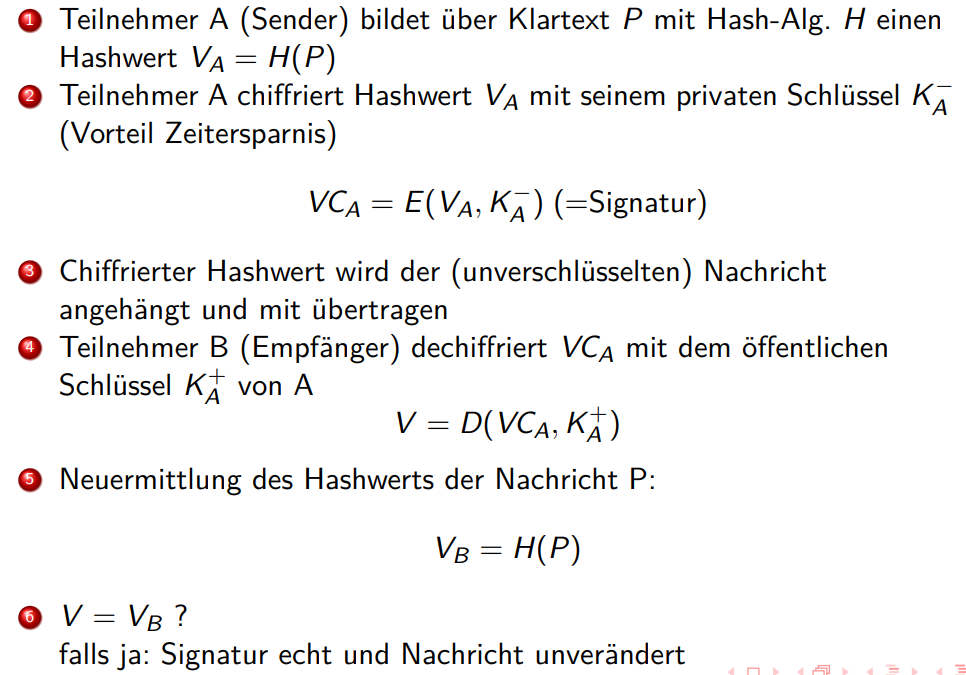 1 Teilnehmer A (Sender) bildet über Klartext P mit Hash-Alg. H einen
Hashwert V_A = H(P)
2 Teilnehmer A chiffriert Hashwert V_A mit seinem privaten Schlüssel K_A^−
(Vorteil Zeitersparnis)
VC_A = E(V_A, K_A^−) (=Signatur)
3 Chiffrierter Hashwert wird der (unverschlüsselten) Nachricht
angehängt und mit übertragen
4 Teilnehmer B (Empfänger) dechiffriert VC_A mit dem öffentlichen
Schlüssel K_A^+ von A
V = D(VC_A, K_A^+)
5 Neuermittlung des Hashwerts der Nachricht P:
V_B = H(P)
6 V = V_B ?
falls ja: Signatur echt und Nachricht unverändert